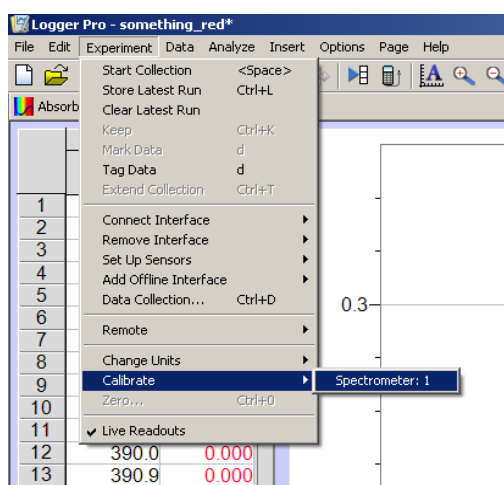 Logger Pro - something_red*
File Edit Experiment Data Analyze Insert Options Page Help
Absorb
Start Collection <Space>
Store Latest Run Ctrl+L
Clear Latest Run
Keep Ctrl+K
Mark Data d
Tag Data d
Extend Collection Ctrl+T
Connect Interface
Remove Interface
Set Up Sensors
Add Offline Interface
Data Collection... Ctrl+D
Remote
Change Units
Calibrate
Spectrometer: 1
Zero... Ctrl+0
Live Readouts
1
2
3
4
5
6
7
8
9
10
11
12 390.0 0.000
13 390.9 0.000
0.3
A